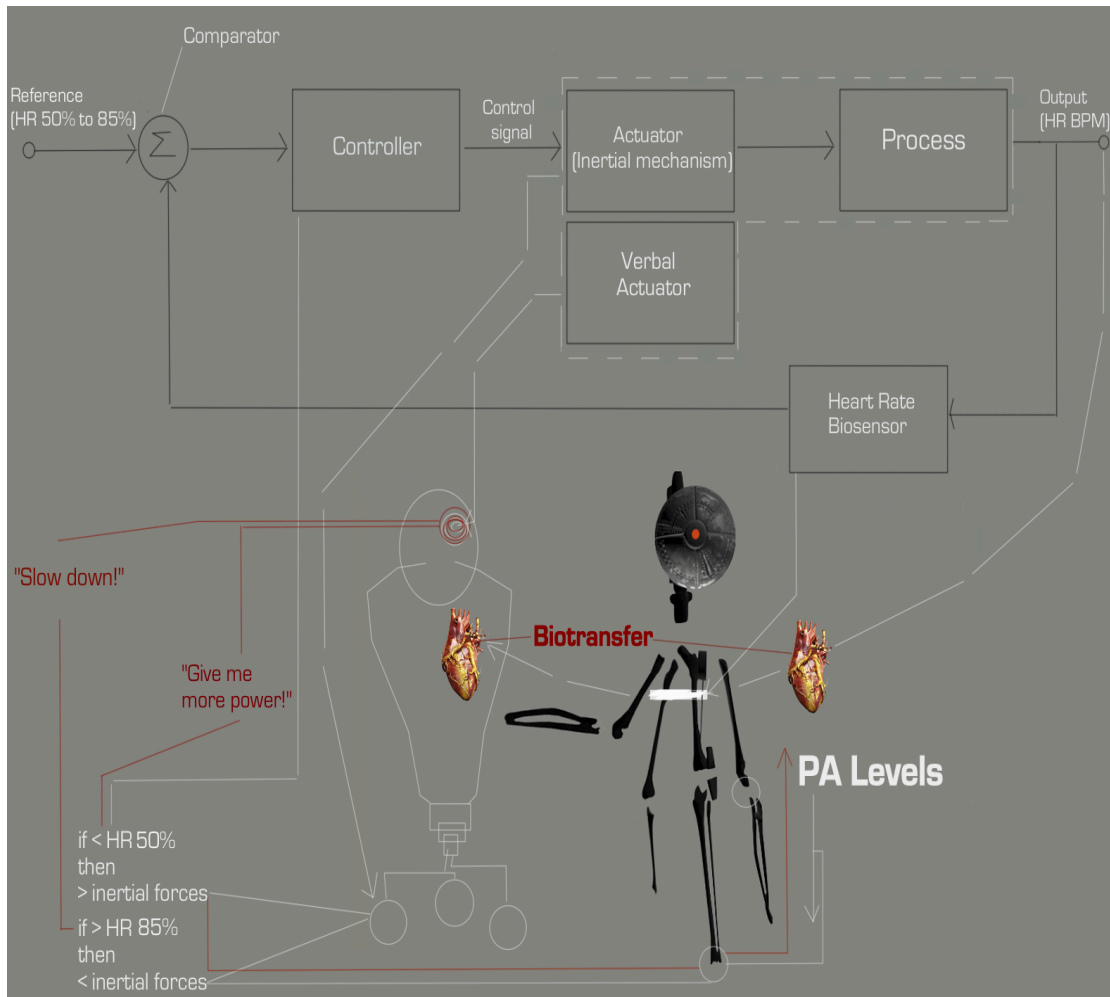 Comparator
Reference
(HR 50% to 85%)
Σ
Controller
Control
signal
Actuator
(Inertial mechanism)
Process
Output
(HR BPM)
Verbal
Actuator
Heart Rate
Biosensor
"Slow down!"
"Give me
more power!"
Biotransfer
PA Levels
if < HR 50%
then
> inertial forces
if > HR 85%
then
< inertial forces